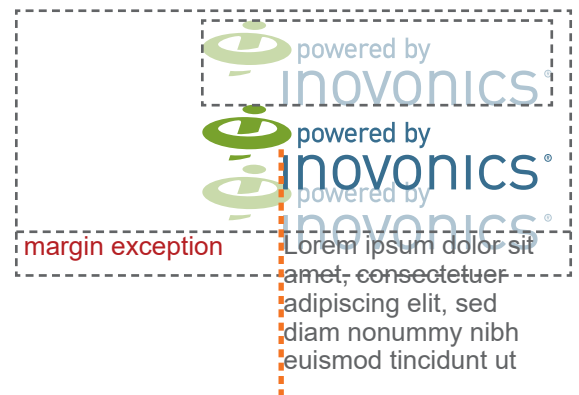 powered by
inovonics®
powered by
inovonics®
powered by
inovonics®
margin exception
Lorem ipsum dolor sit
amet, consectetuer
adipiscing elit, sed
diam nonummy nibh
euismod tincidunt ut